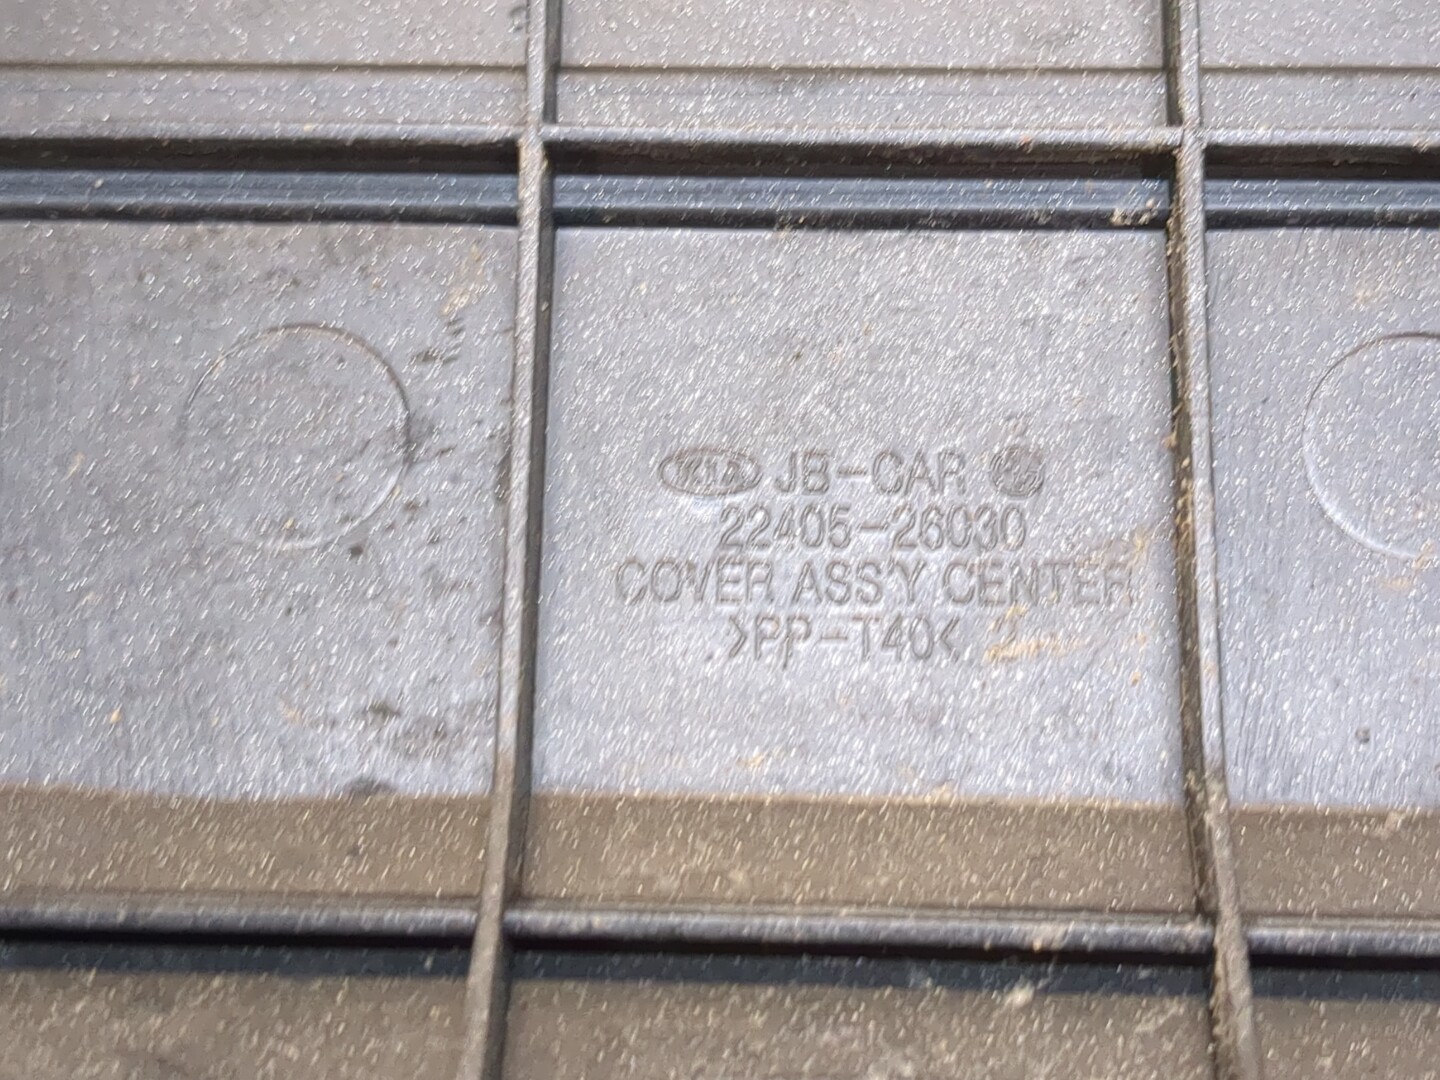 KIA JB-CAR
22405-26030
COVER ASS'Y CENTER
>PP-T40<